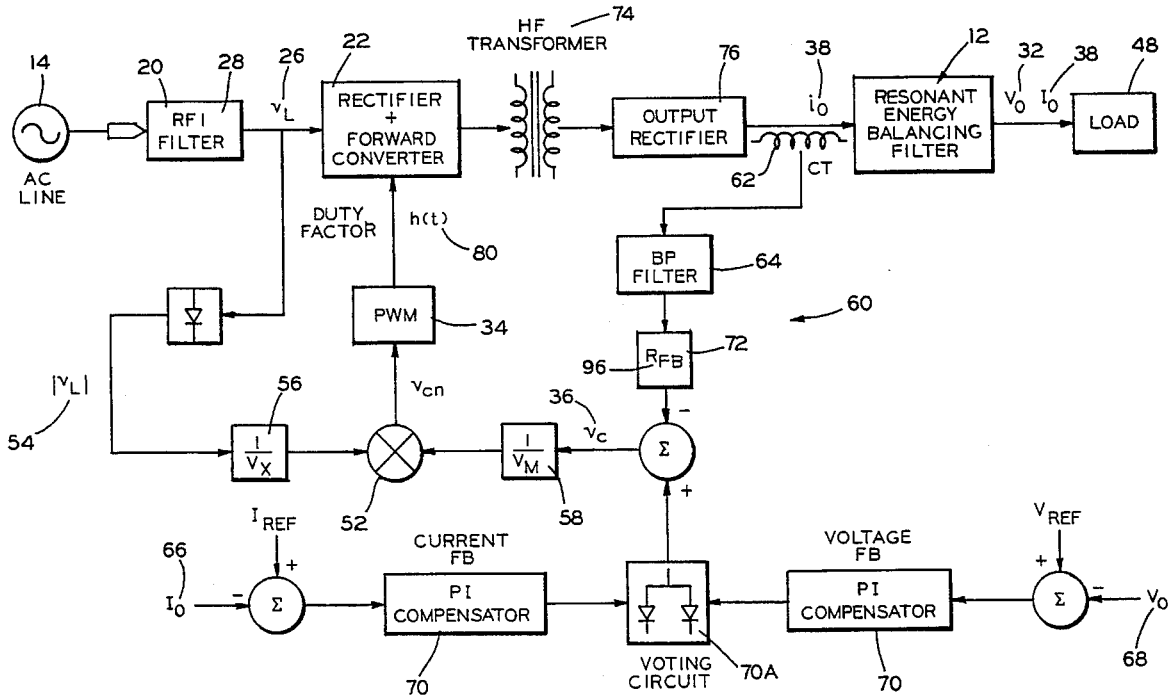 14
AC
LINE
20
28
RFI
FILTER
26
vL
22
RECTIFIER
+
FORWARD
CONVERTER
HF
TRANSFORMER
74
76
OUTPUT
RECTIFIER
38
i0
62
CT
12
RESONANT
ENERGY
BALANCING
FILTER
32
V0
38
I0
48
LOAD
DUTY
FACTOR
h(t)
80
BP
FILTER
64
60
PWM
34
RFB
96
72
|vL|
54
56
1
VX
vcn
52
1
VM
58
36
vc
−
Σ
+
66
I0
IREF
+
−
Σ
CURRENT
FB
PI
COMPENSATOR
70
VOTING
CIRCUIT
70A
VOLTAGE
FB
PI
COMPENSATOR
70
VREF
+
−
Σ
V0
68